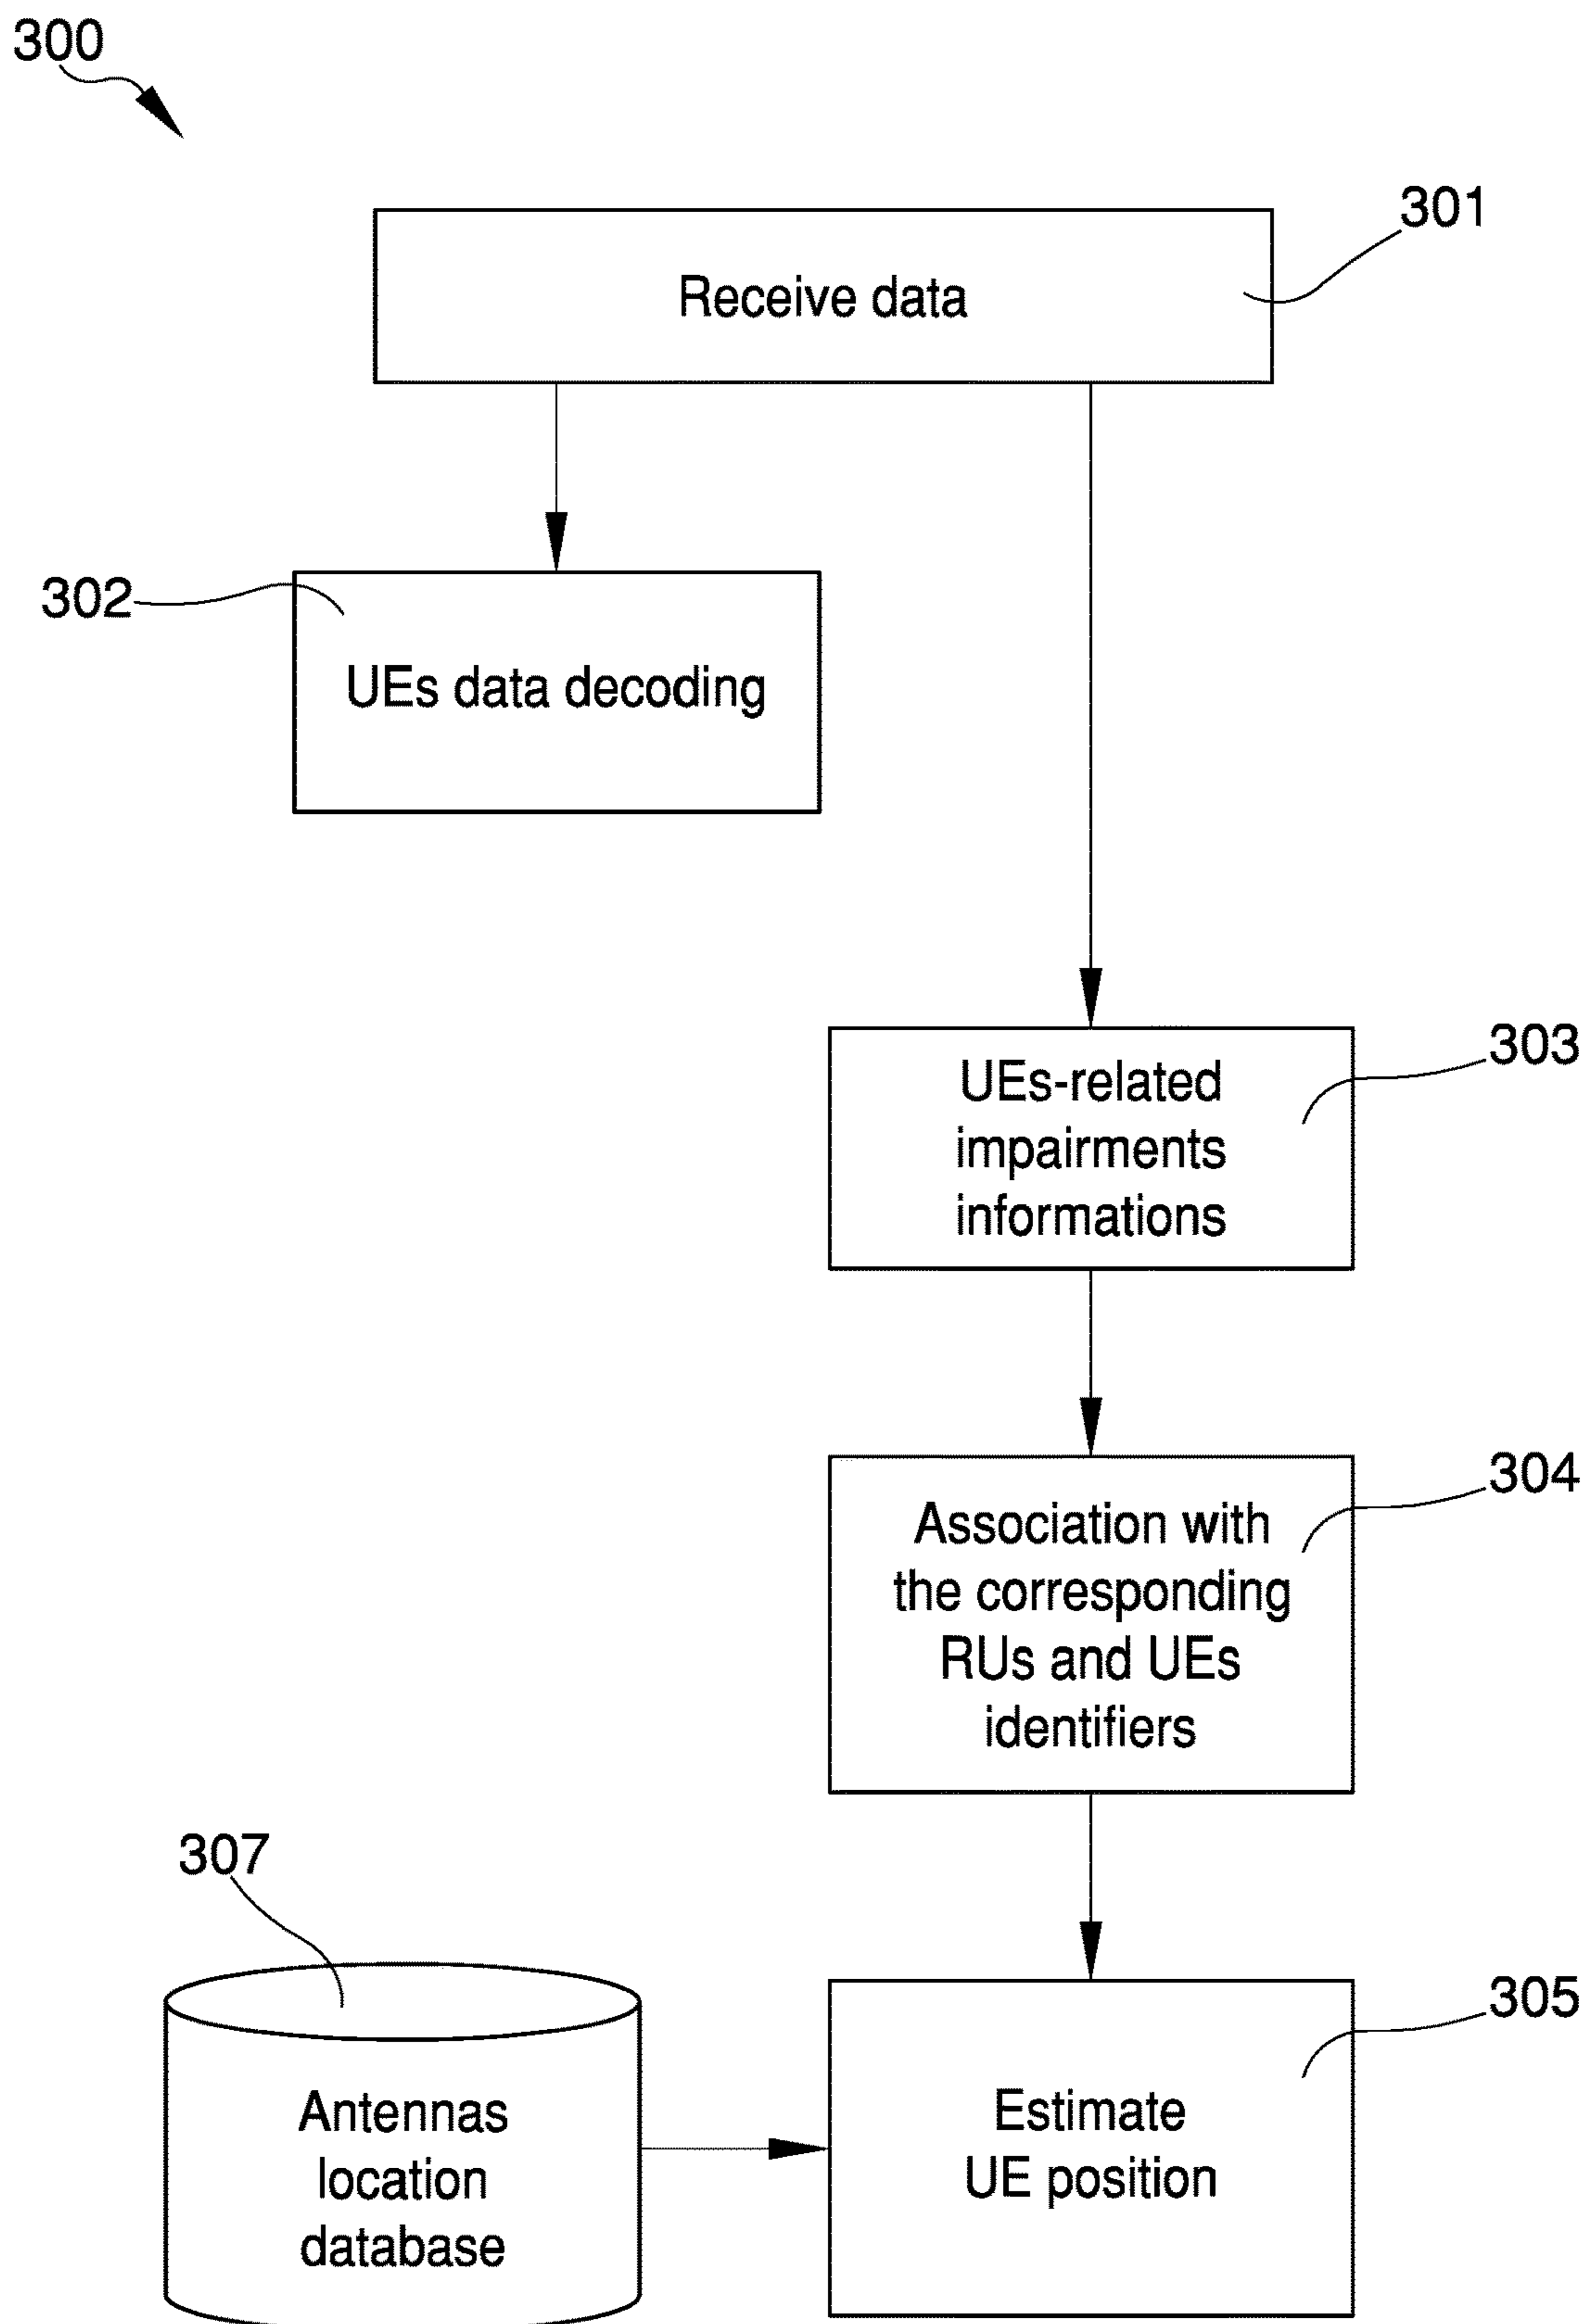 300
301
Receive data
302
UEs data decoding
303
UEs-related
impairments
informations
304
Association with
the corresponding
RUs and UEs
identifiers
307
Antennas
location
database
305
Estimate
UE position